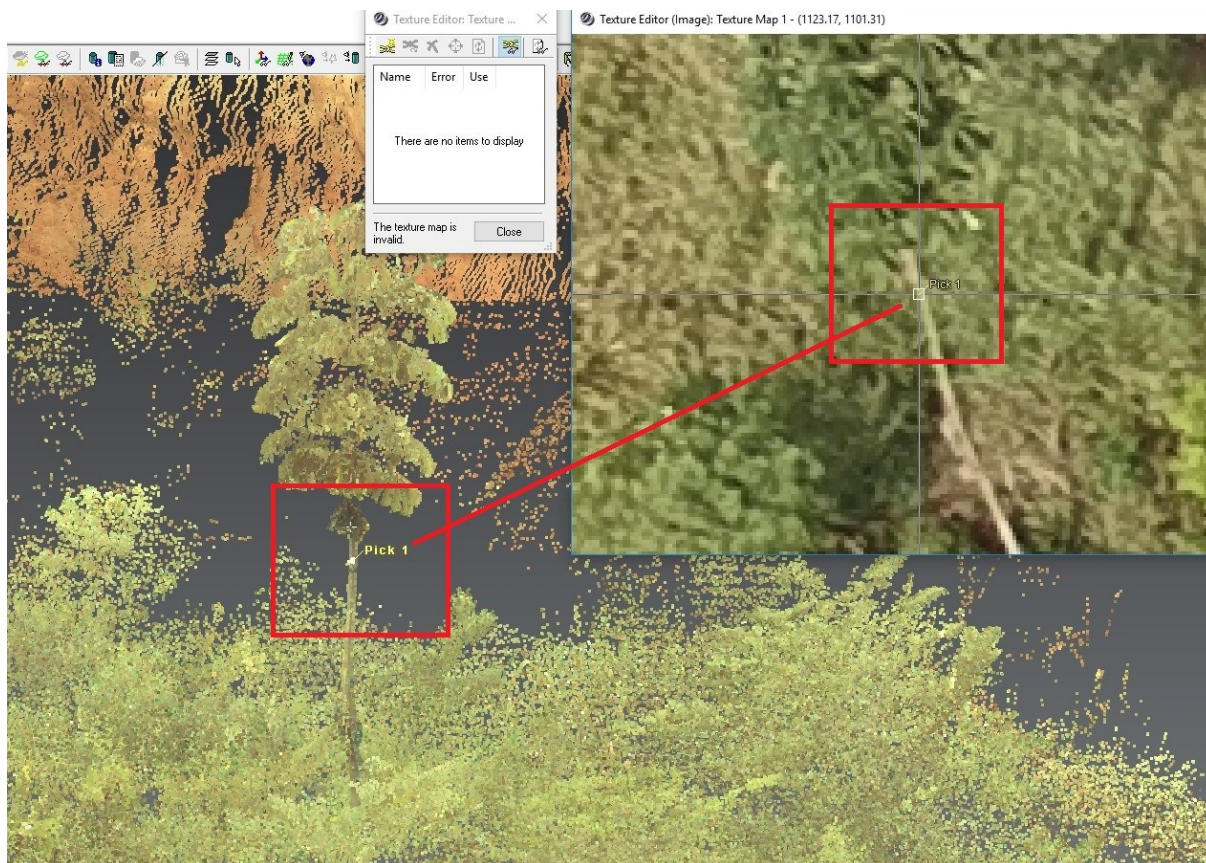 Texture Editor: Texture ...
Texture Editor (Image): Texture Map 1 - (1123.17, 1101.31)
Name Error Use
There are no items to display
The texture map is
invalid.
Close
Pick 1
Pick 1